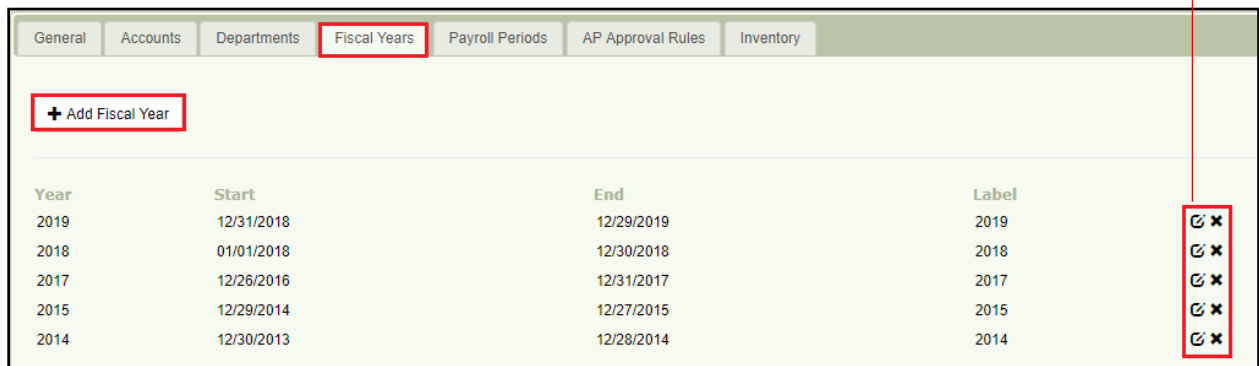 General Accounts Departments Fiscal Years Payroll Periods AP Approval Rules Inventory
Add Fiscal Year
Year Start End Label
2019 12/31/2018 12/29/2019 2019
2018 01/01/2018 12/30/2018 2018
2017 12/26/2016 12/31/2017 2017
2015 12/29/2014 12/27/2015 2015
2014 12/30/2013 12/28/2014 2014